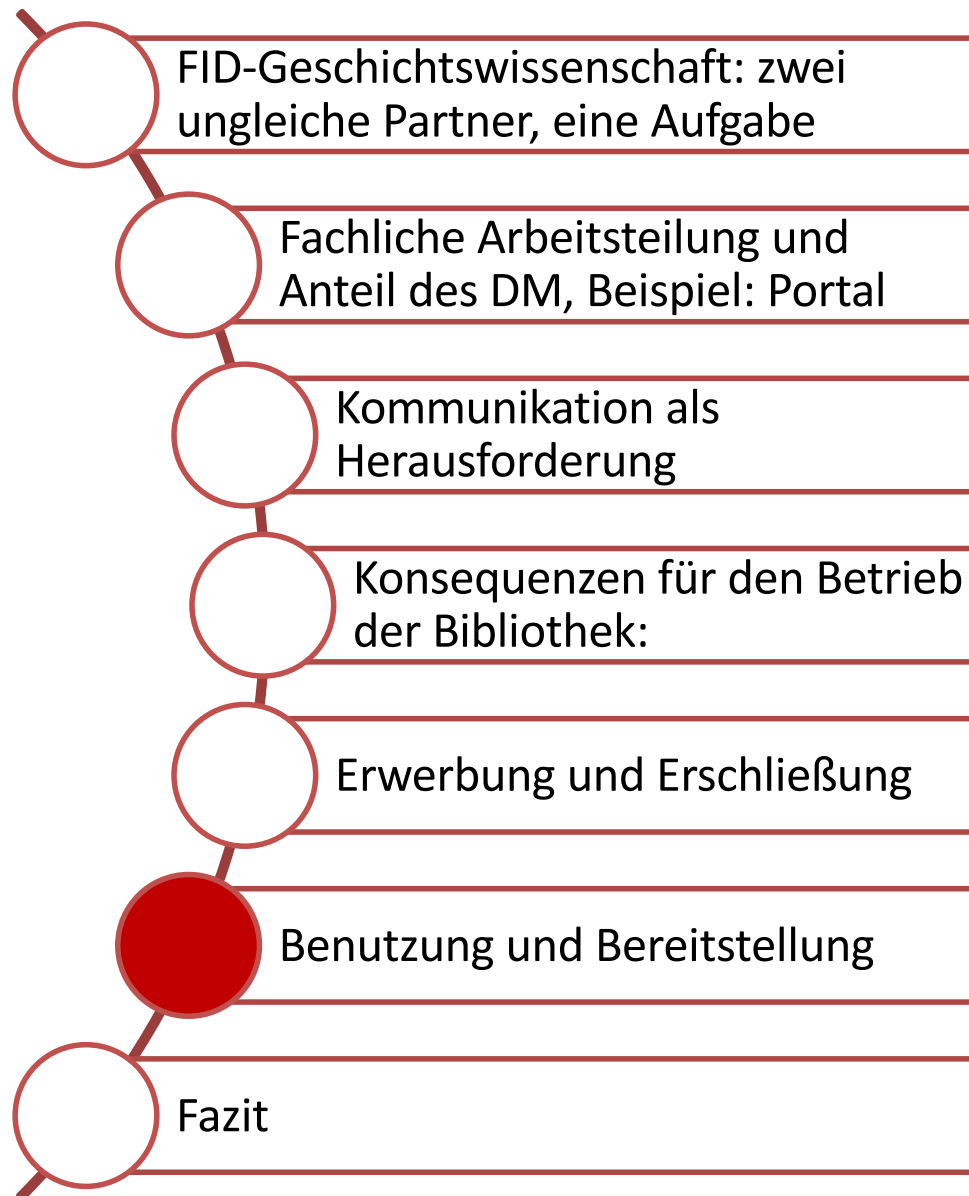 FID-Geschichtswissenschaft: zwei
ungleiche Partner, eine Aufgabe
Fachliche Arbeitsteilung und
Anteil des DM, Beispiel: Portal
Kommunikation als
Herausforderung
Konsequenzen für den Betrieb
der Bibliothek:
Erwerbung und Erschließung
Benutzung und Bereitstellung
Fazit